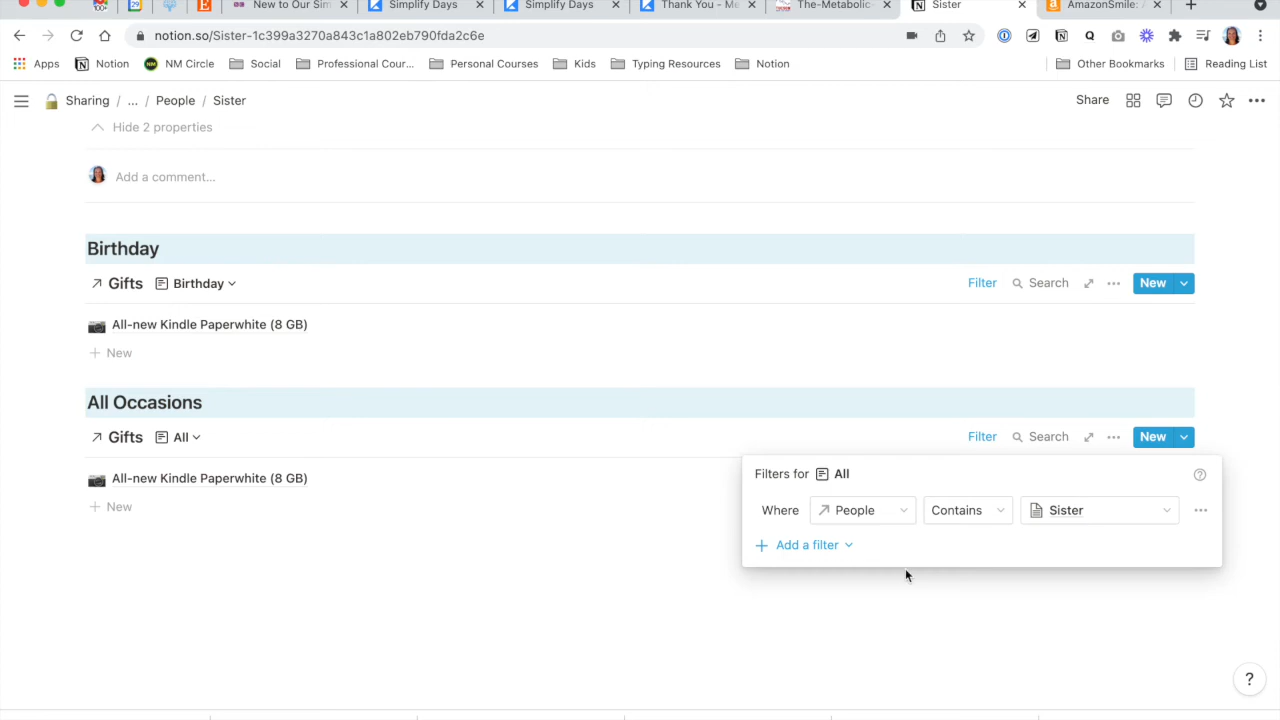 New to Our Sim
Simplify Days
Simplify Days
Thank You - Me
The-Metabolic-
Sister
AmazonSmile: A
notion.so/Sister-1c399a3270a843c1a802eb790fda2c6e
Apps Notion NM Circle Social Professional Cour... Personal Courses Kids Typing Resources Notion Other Bookmarks Reading List
Sharing / ... / People / Sister Share
Hide 2 properties
Add a comment...
Birthday
Gifts Birthday Filter Search New
All-new Kindle Paperwhite (8 GB)
+ New
All Occasions
Gifts All Filter Search New
Filters for All
All-new Kindle Paperwhite (8 GB)
+ New
Where People Contains Sister
+ Add a filter
?